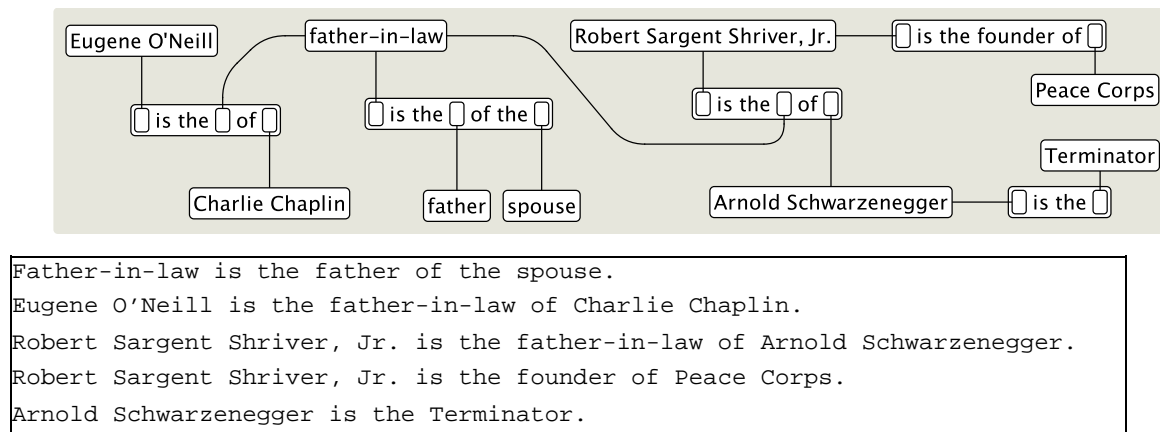 Eugene O'Neill
father-in-law
Robert Sargent Shriver, Jr.
is the founder of
Peace Corps
is the of
is the of the
is the of
Terminator
Charlie Chaplin
father
spouse
Arnold Schwarzenegger
is the
Father-in-law is the father of the spouse.
Eugene O’Neill is the father-in-law of Charlie Chaplin.
Robert Sargent Shriver, Jr. is the father-in-law of Arnold Schwarzenegger.
Robert Sargent Shriver, Jr. is the founder of Peace Corps.
Arnold Schwarzenegger is the Terminator.